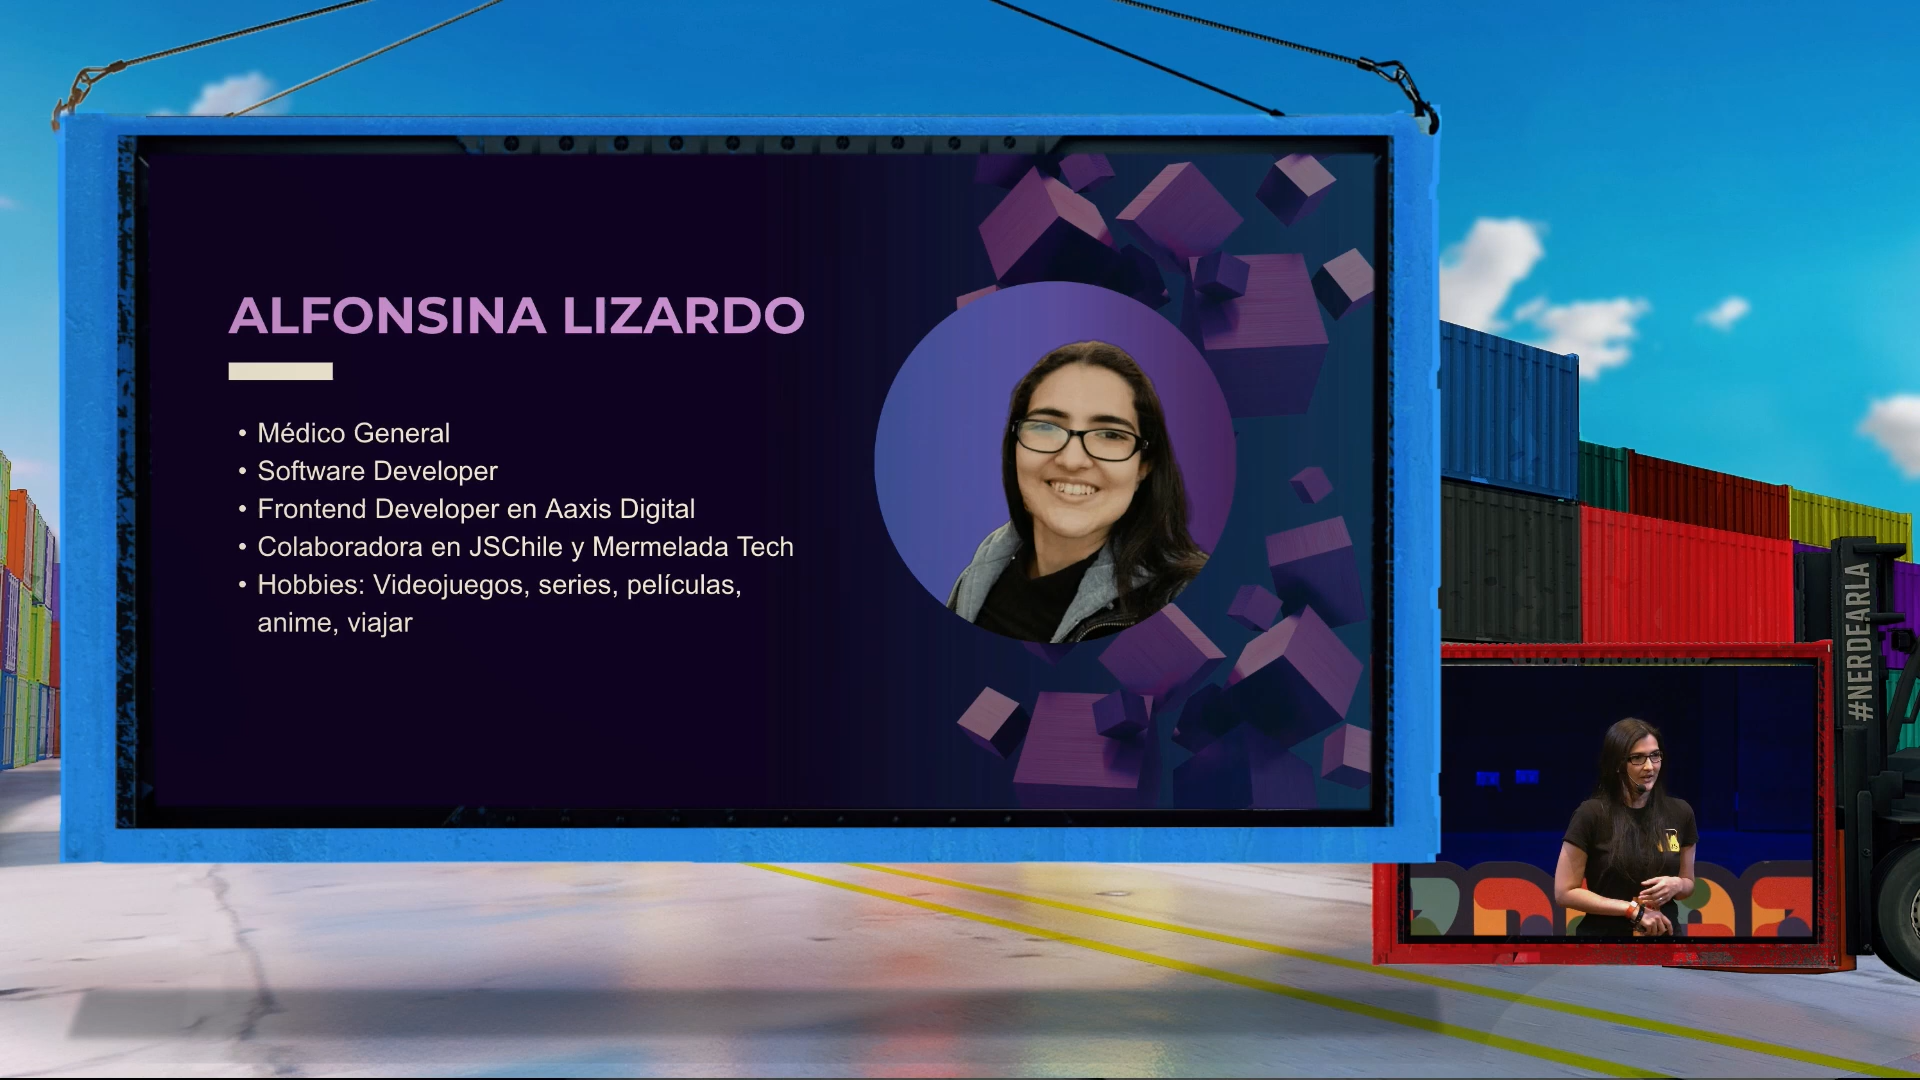 ALFONSINA LIZARDO
• Médico General
• Software Developer
• Frontend Developer en Aaxis Digital
• Colaboradora en JSChile y Mermelada Tech
• Hobbies: Videojuegos, series, películas,
anime, viajar
#NERDEARLA
JS